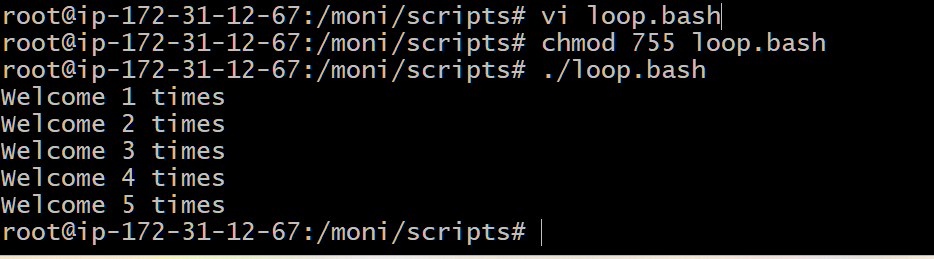 root@ip-172-31-12-67:/moni/scripts# vi loop.bash
root@ip-172-31-12-67:/moni/scripts# chmod 755 loop.bash
root@ip-172-31-12-67:/moni/scripts# ./loop.bash
Welcome 1 times
Welcome 2 times
Welcome 3 times
Welcome 4 times
Welcome 5 times
root@ip-172-31-12-67:/moni/scripts#